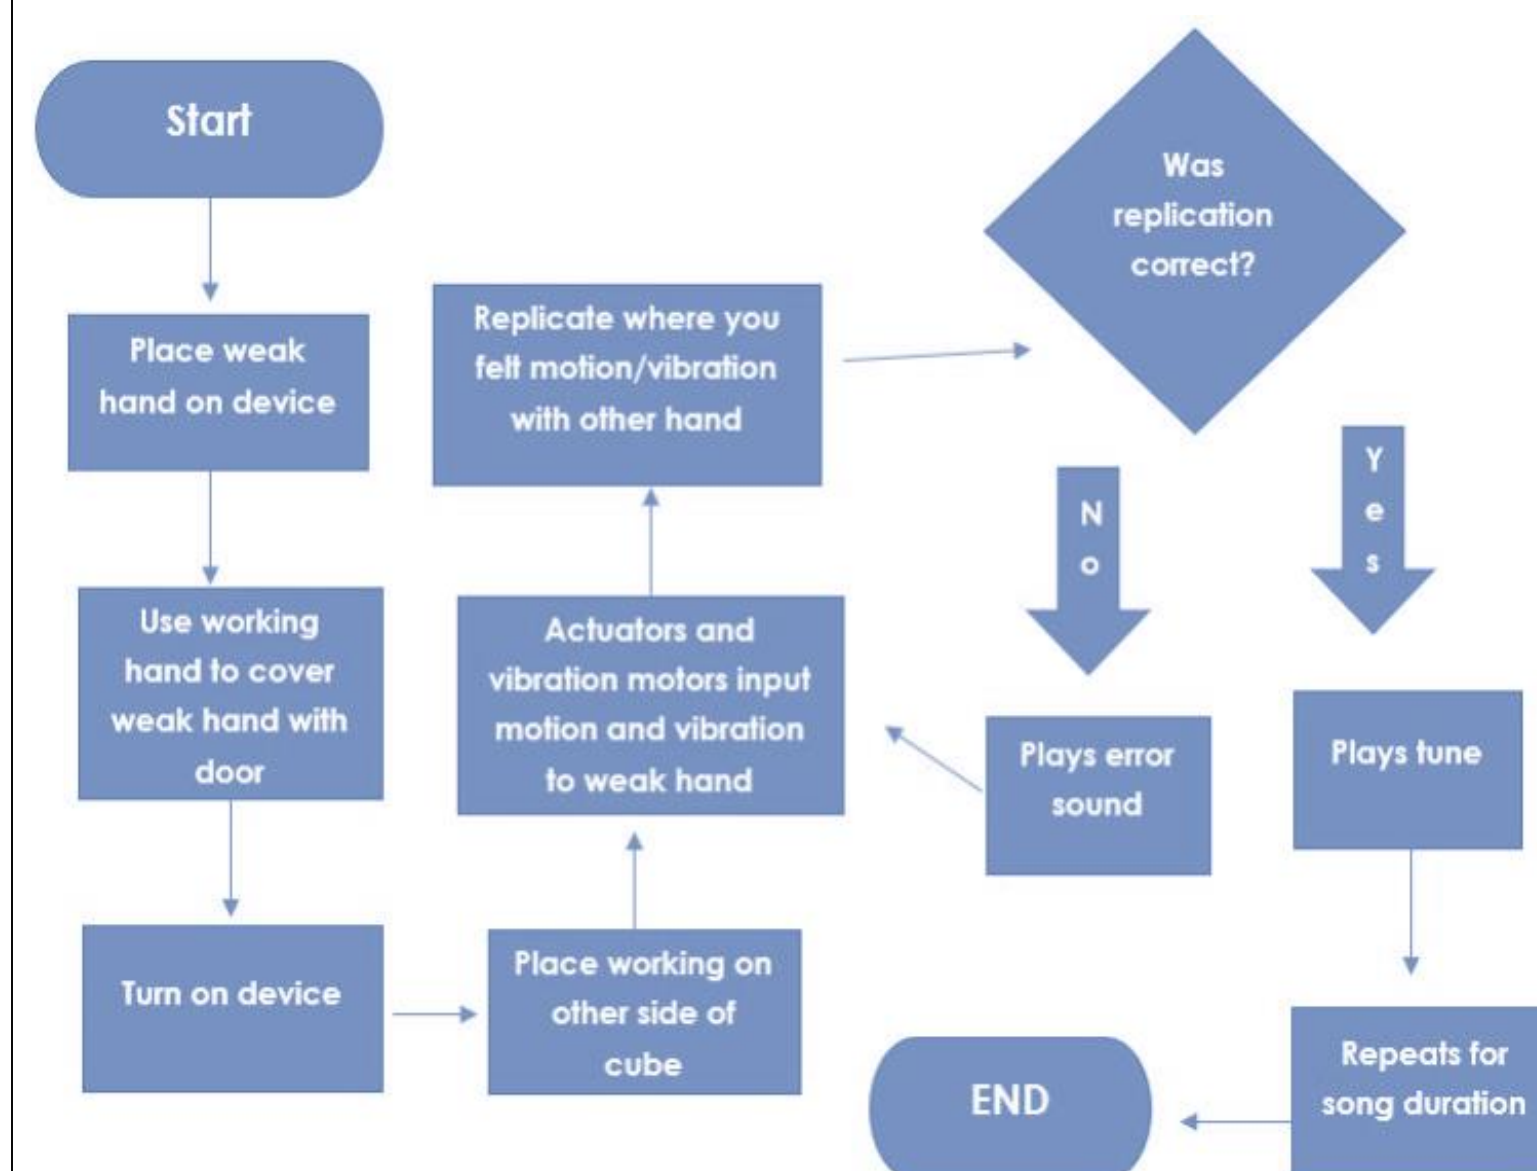 Start
Place weak
hand on device
Use working
hand to cover
weak hand with
door
Turn on device
Place working on
other side of
cube
Actuators and
vibration motors input
motion and vibration
to weak hand
Replicate where you
felt motion/vibration
with other hand
Was
replication
correct?
No
Yes
Plays error
sound
Plays tune
Repeats for
song duration
END